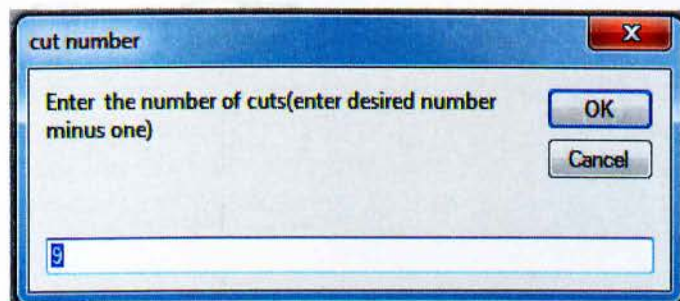 cut number
X
Enter the number of cuts(enter desired number
minus one)
OK
Cancel
9